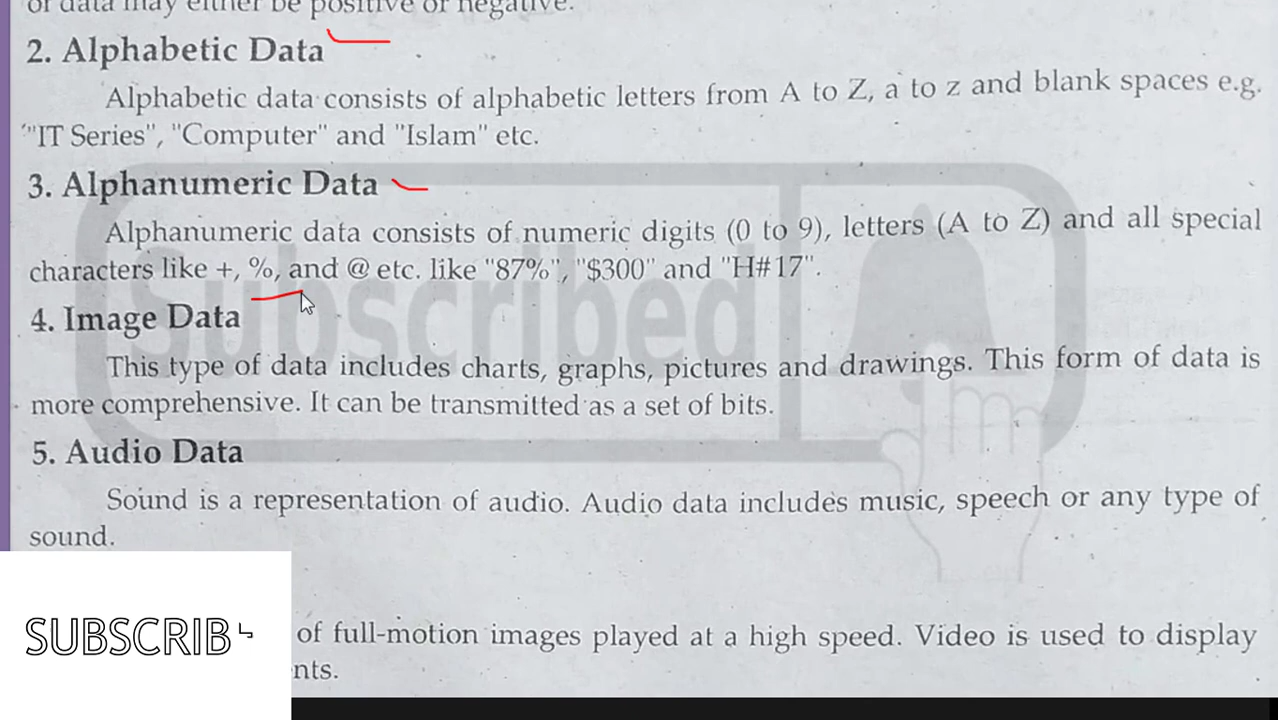 of data may either be positive or negative.
2. Alphabetic Data
Alphabetic data consists of alphabetic letters from A to Z, a to z and blank spaces e.g.
"IT Series", "Computer" and "Islam" etc.
3. Alphanumeric Data
Alphanumeric data consists of numeric digits (0 to 9), letters (A to Z) and all special
characters like +, %, and @ etc. like "87%", "$300" and "H#17".
Subscribed
4. Image Data
This type of data includes charts, graphs, pictures and drawings. This form of data is
more comprehensive. It can be transmitted as a set of bits.
5. Audio Data
Sound is a representation of audio. Audio data includes music, speech or any type of
sound.
SUBSCRIB
of full-motion images played at a high speed. Video is used to display
nts.